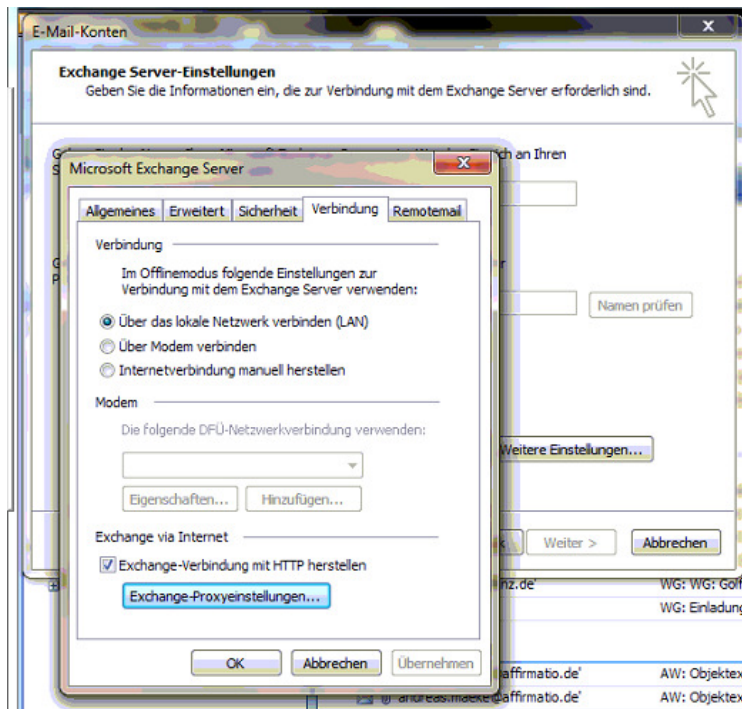 E-Mail-Konten
Exchange Server-Einstellungen
Geben Sie die Informationen ein, die zur Verbindung mit dem Exchange Server erforderlich sind.
ich an Ihren
Microsoft Exchange Server
Allgemeines Erweitert Sicherheit Verbindung Remotemail
Verbindung
Im Offlinemodus folgende Einstellungen zur
Verbindung mit dem Exchange Server verwenden:
Über das lokale Netzwerk verbinden (LAN)
Namen prüfen
Über Modem verbinden
Internetverbindung manuell herstellen
Modem
Die folgende DFÜ-Netzwerkverbindung verwenden:
Weitere Einstellungen...
Eigenschaften... Hinzufügen...
Exchange via Internet
Weiter > Abbrechen
Exchange-Verbindung mit HTTP herstellen
nz.de' WG: WG: Golf
Exchange-Proxyeinstellungen...
WG: Einladung
OK Abbrechen Übernehmen
affirmatio.de' AW: Objektex
andreas.maeke@affirmatio.de' AW: Objektex